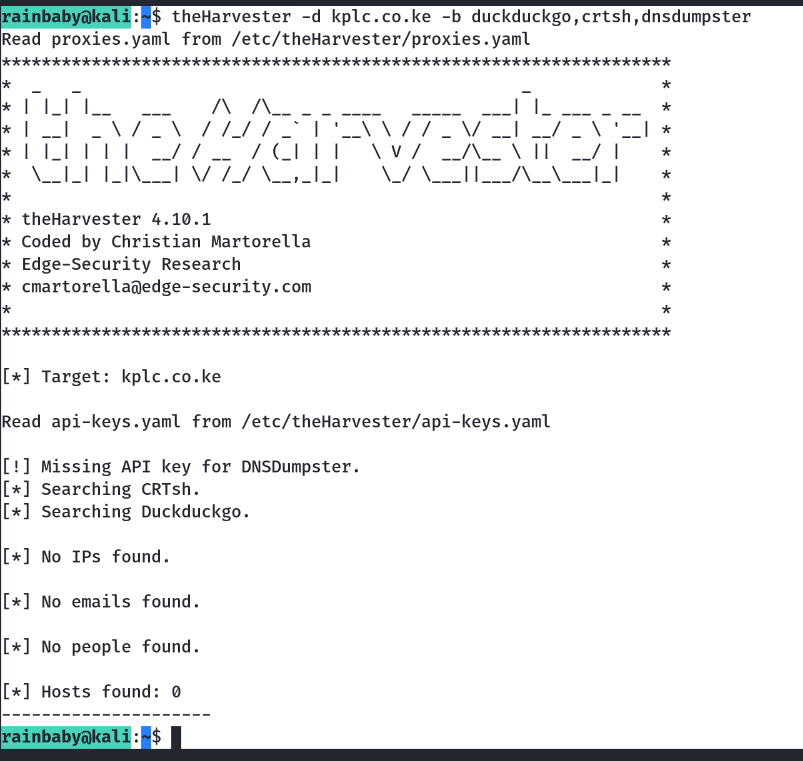 rainbaby@kali:~$ theHarvester -d kplc.co.ke -b duckduckgo,crtsh,dnsdumpster
Read proxies.yaml from /etc/theHarvester/proxies.yaml
*******************************************************************
*  _   _                                            _             *
* | |_| |__   ___    /\  /\__ _ _ ____   _____  ___| |_ ___ _ __  *
* | __|  _ \ / _ \  / /_/ / _` | '__\ \ / / _ \/ __| __/ _ \ '__| *
* | |_| | | |  __/ / __  / (_| | |   \ V /  __/\__ \ ||  __/ |    *
*  \__|_| |_|\___| \/ /_/ \__,_|_|    \_/ \___||___/\__\___|_|    *
*                                                                 *
* theHarvester 4.10.1                                             *
* Coded by Christian Martorella                                   *
* Edge-Security Research                                          *
* cmartorella@edge-security.com                                   *
*                                                                 *
*******************************************************************
[*] Target: kplc.co.ke
Read api-keys.yaml from /etc/theHarvester/api-keys.yaml
[!] Missing API key for DNSDumpster.
[*] Searching CRTsh.
[*] Searching Duckduckgo.
[*] No IPs found.
[*] No emails found.
[*] No people found.
[*] Hosts found: 0
---------------------
rainbaby@kali:~$